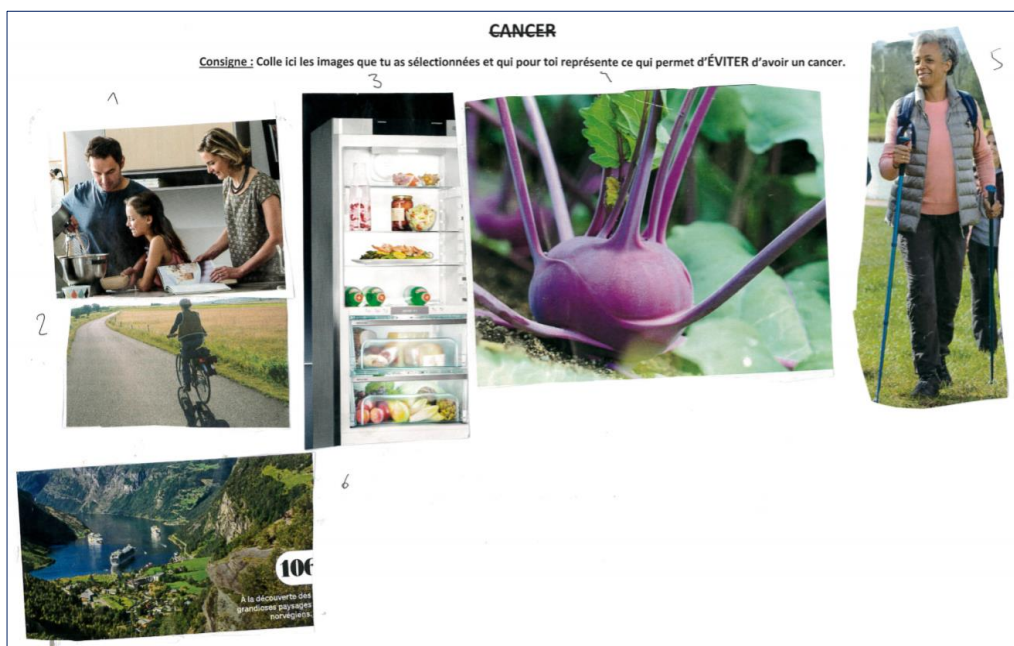 CANCER
Consigne : Colle ici les images que tu as sélectionnées et qui pour toi représente ce qui permet d'ÉVITER d'avoir un cancer.
1
3
4
5
2
6
106
À la découverte des
grandioses paysages
norvégiens.